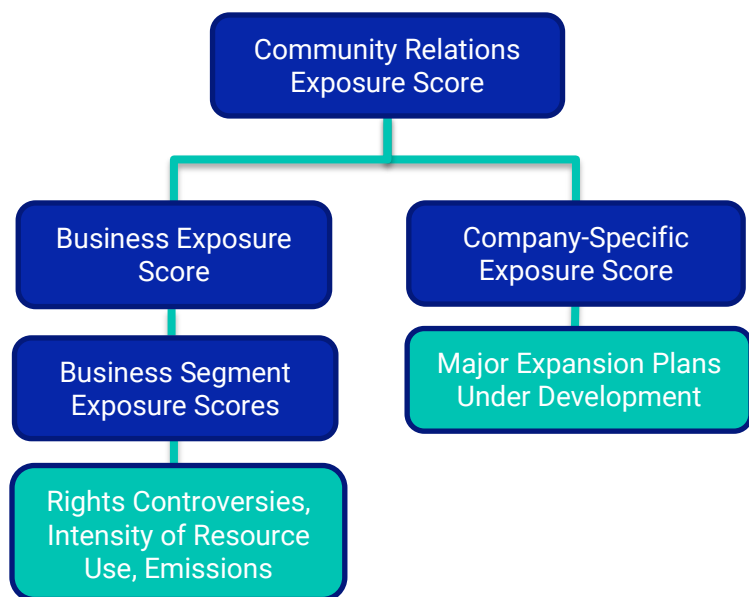 Community Relations
Exposure Score
Business Exposure
Score
Company-Specific
Exposure Score
Business Segment
Exposure Scores
Major Expansion Plans
Under Development
Rights Controversies,
Intensity of Resource
Use, Emissions